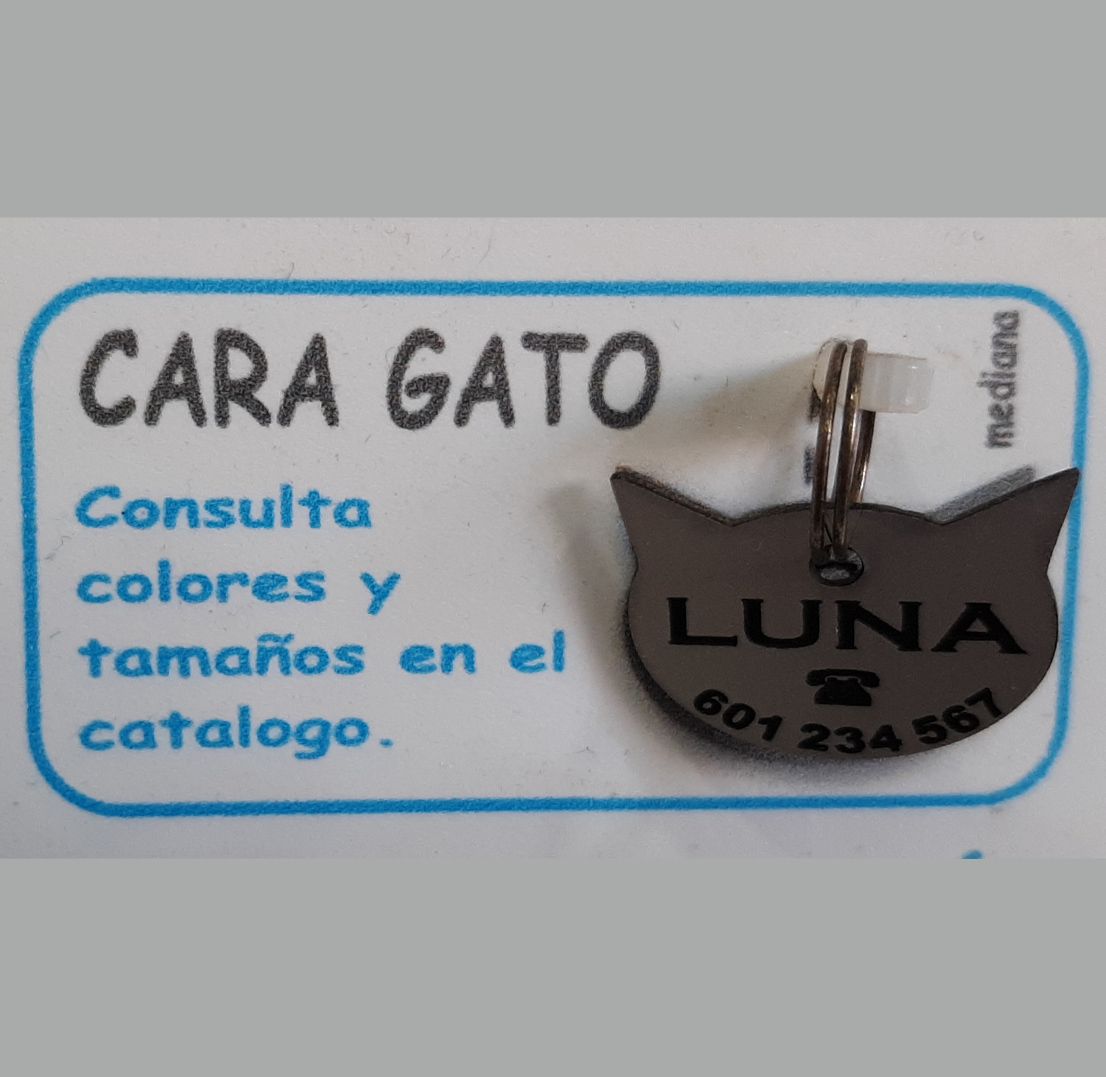 CARA GATO
mediana
Consulta
colores y
tamaños en el
catalogo.
LUNA
601 234 567